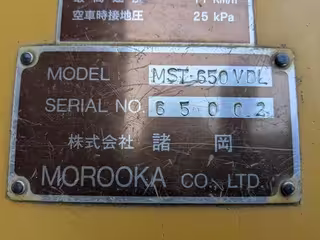 空車時接地圧 25 kPa
MODEL MST-650VDL
SERIAL NO. 65002
株式会社 諸岡
MOROOKA CO., LTD.